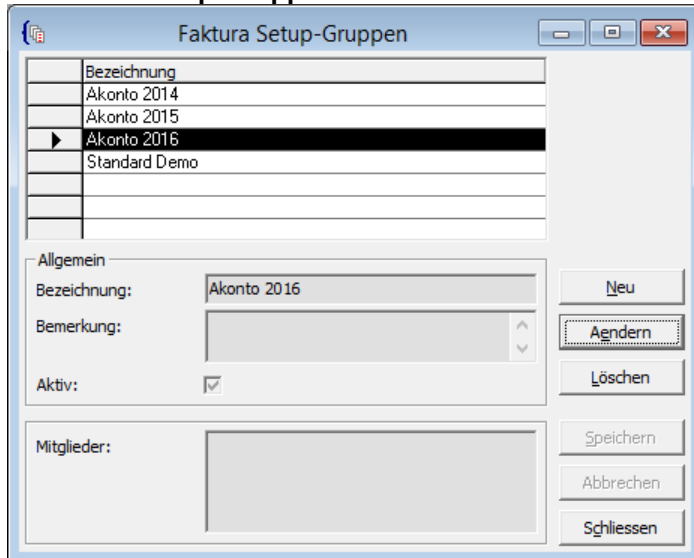 Faktura Setup-Gruppen
Bezeichnung
Akonto 2014
Akonto 2015
Akonto 2016
Standard Demo
Allgemein
Bezeichnung: Akonto 2016
Neu
Bemerkung:
Aendern
Aktiv:
Löschen
Mitglieder:
Speichern
Abbrechen
Schliessen